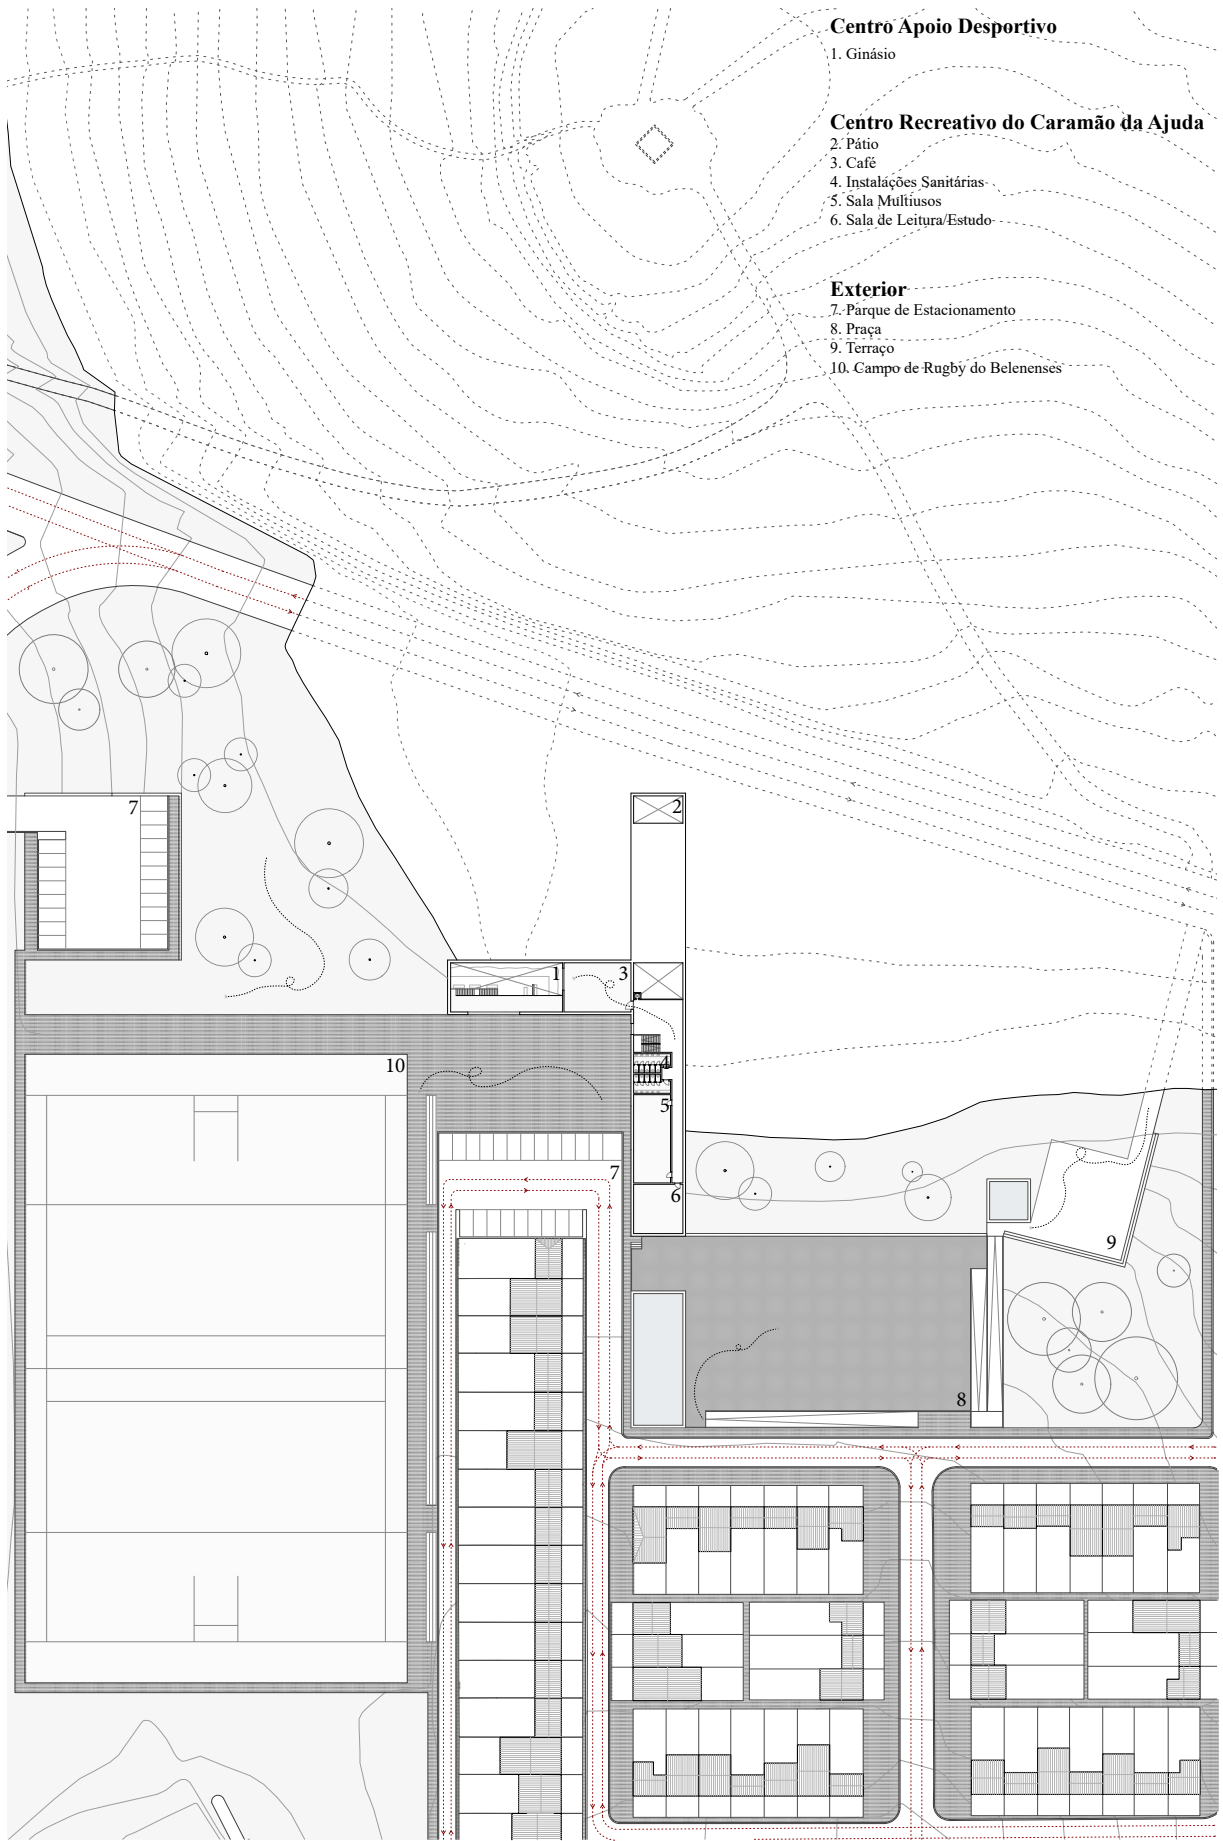 Centro Apoio Desportivo
1. Ginásio
Centro Recreativo do Caramão da Ajuda
2. Pátio
3. Café
4. Instalações Sanitárias
5. Sala Multiusos
6. Sala de Leitura/Estudo
Exterior
7. Parque de Estacionamento
8. Praça
9. Terraço
10. Campo de Rugby do Belenenses
7
2
1
3
10
4
5
7
6
9
8